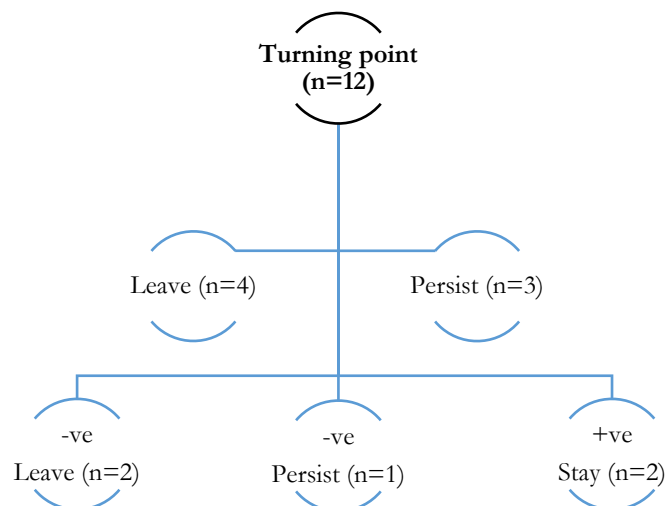 Turning point
(n=12)
Leave (n=4)
Persist (n=3)
-ve
Leave (n=2)
-ve
Persist (n=1)
+ve
Stay (n=2)